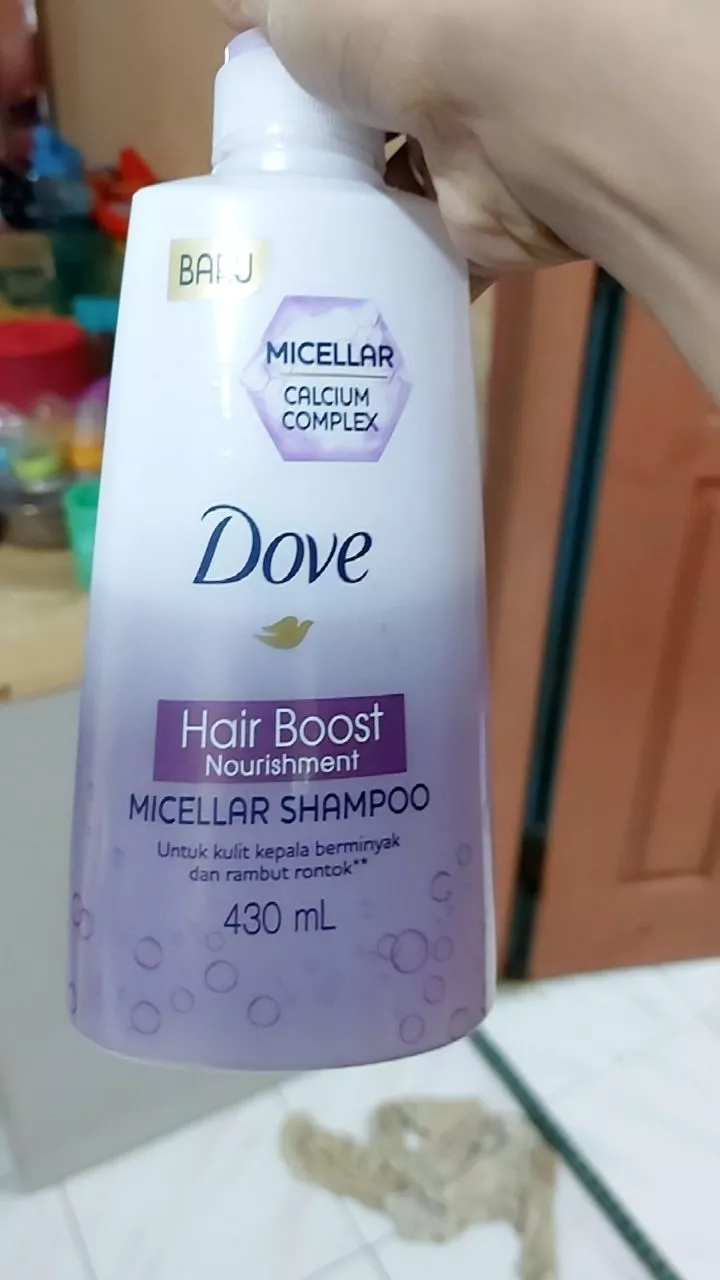 BARU
MICELLAR
CALCIUM
COMPLEX
Dove
Hair Boost
Nourishment
MICELLAR SHAMPOO
Untuk kulit kepala berminyak
dan rambut rontok**
430 mL